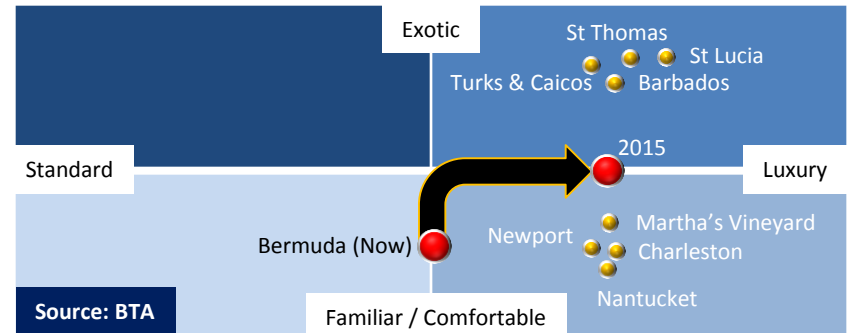 Exotic
St Thomas
St Lucia
Turks & Caicos
Barbados
2015
Standard
Luxury
Martha’s Vineyard
Newport
Charleston
Bermuda (Now)
Nantucket
Source: BTA
Familiar / Comfortable